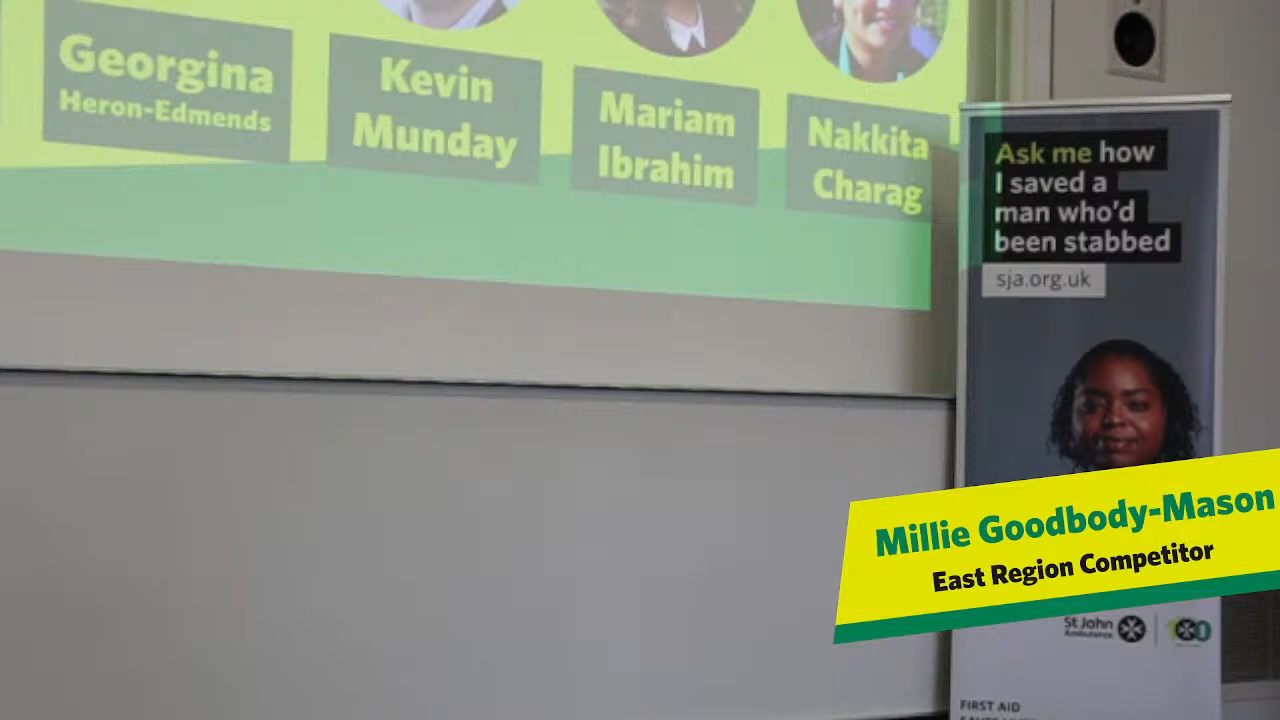 Georgina
Heron-Edmends
Kevin
Munday
Mariam
Ibrahim
Nakkita
Charag
Ask me how
I saved a
man who'd
been stabbed
sja.org.uk
Millie Goodbody-Mason
East Region Competitor
St John
Ambulance
FIRST AID